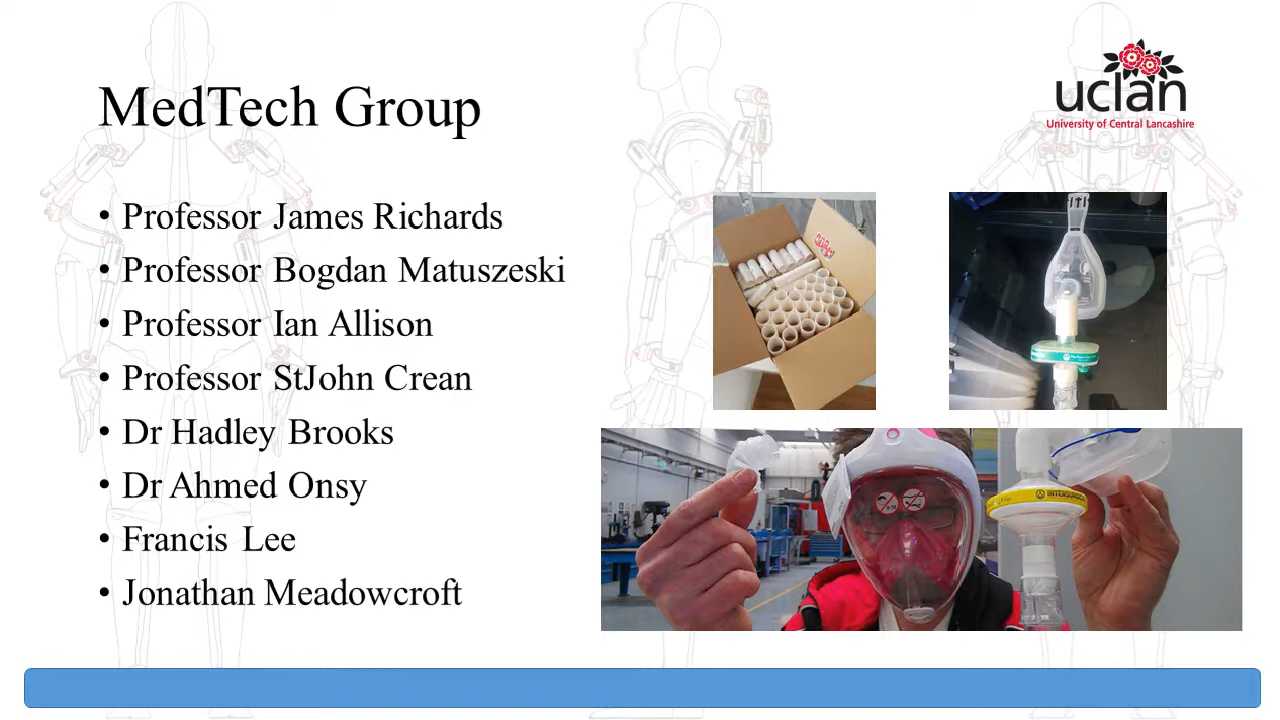 MedTech Group
uclan
University of Central Lancashire
• Professor James Richards
• Professor Bogdan Matuszeski
• Professor Ian Allison
• Professor StJohn Crean
• Dr Hadley Brooks
• Dr Ahmed Onsy
• Francis Lee
• Jonathan Meadowcroft